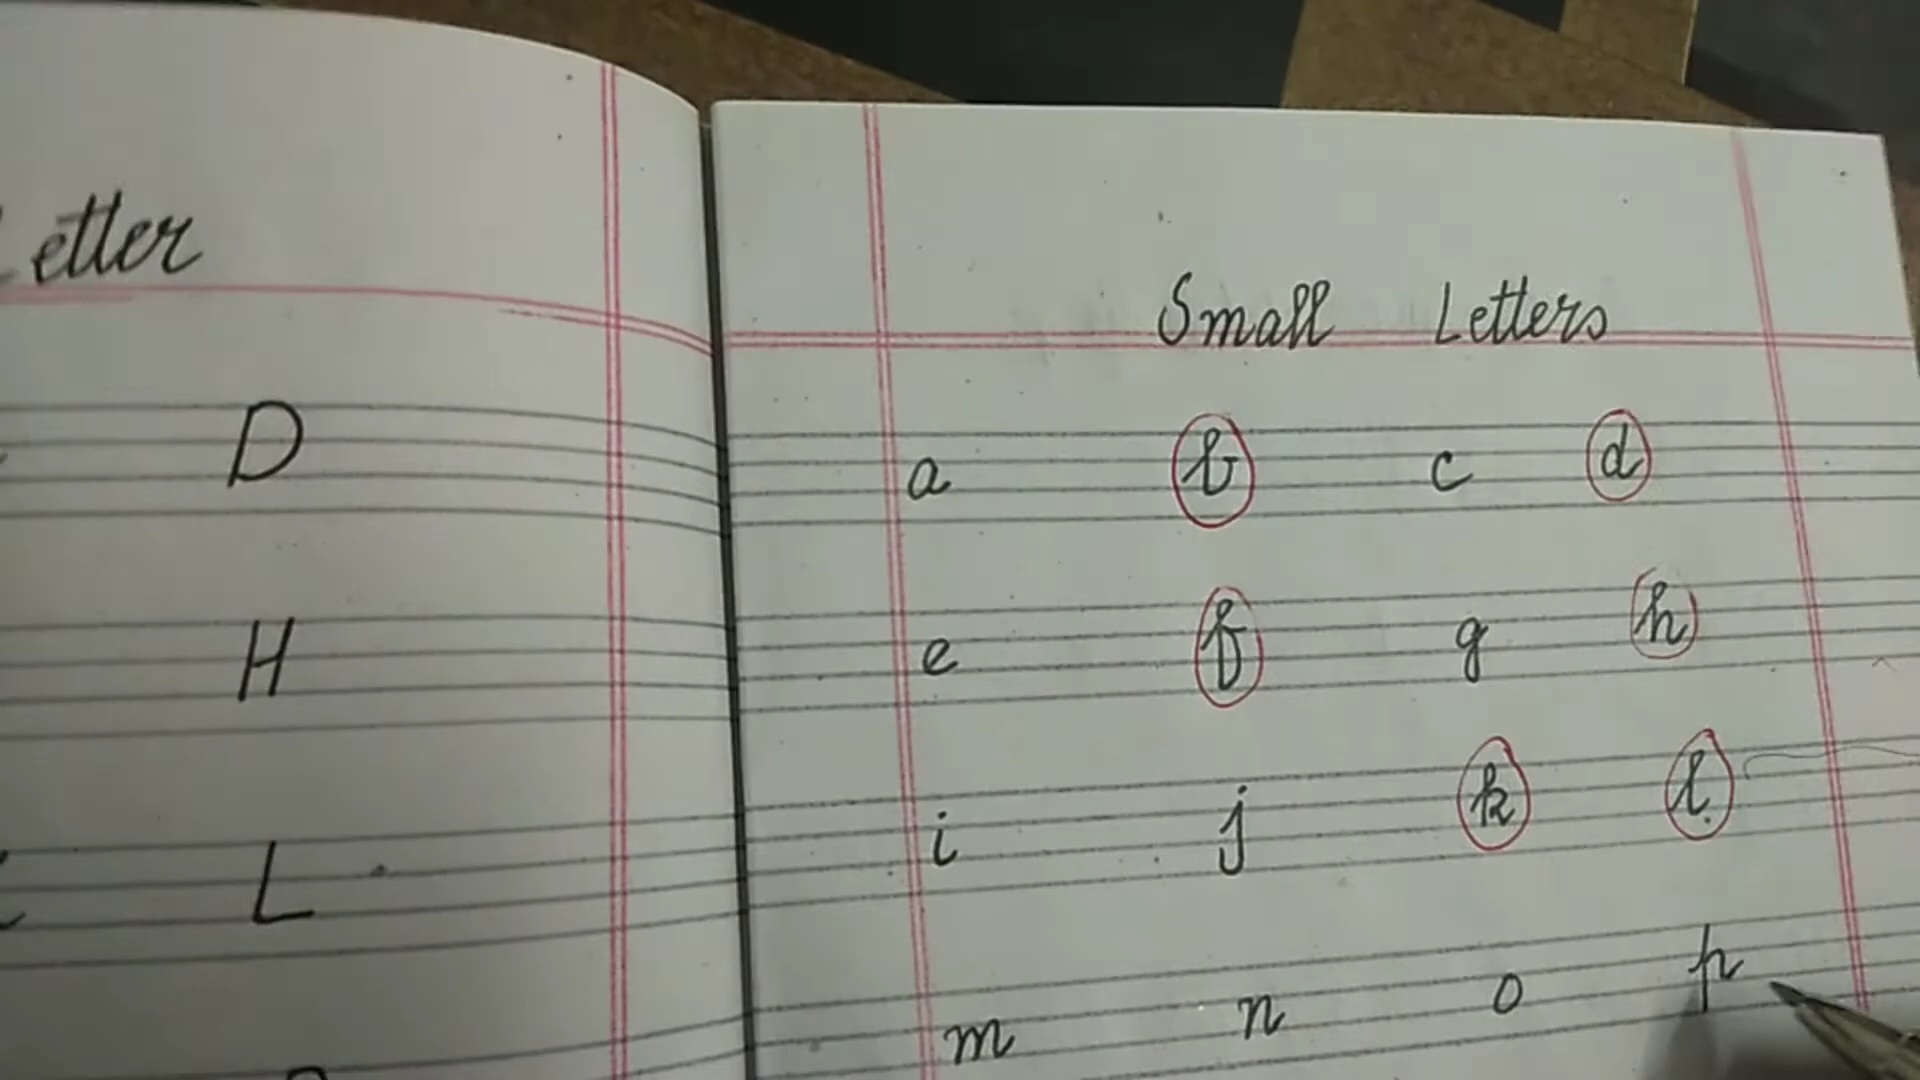 etter
D
H
L
Small Letters
a b c d
e f g h
i j k l
m n o p